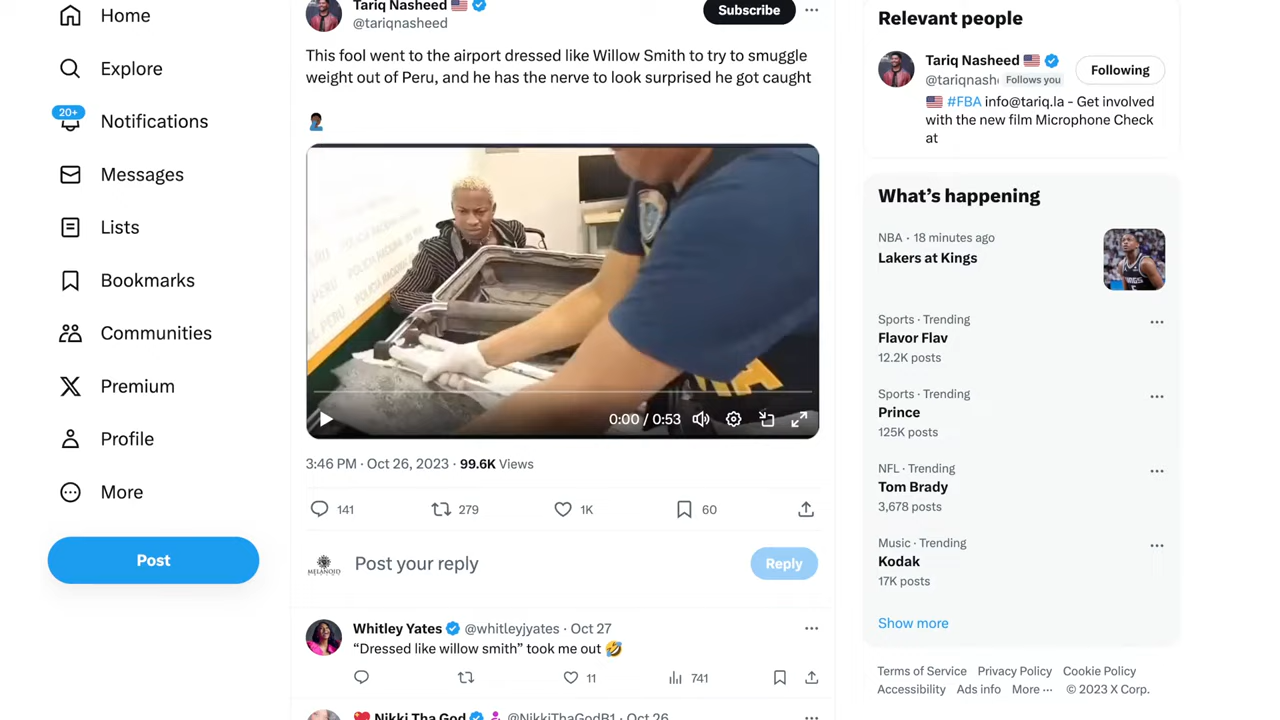 Home
Explore
20+
Notifications
Messages
Lists
Bookmarks
Communities
Premium
Profile
More
Post
Tariq Nasheed
@tariqnasheed
Subscribe
This fool went to the airport dressed like Willow Smith to try to smuggle
weight out of Peru, and he has the nerve to look surprised he got caught
PERU
0:00 / 0:53
3:46 PM · Oct 26, 2023 · 99.6K Views
141
279
1K
60
MELANOID
Post your reply
Reply
Whitley Yates @whitleyjyates · Oct 27
“Dressed like willow smith” took me out
11
741
Nikki Tha God @NikkiThaGodB1 · Oct 26
Relevant people
Tariq Nasheed
@tariqnash Follows you
Following
#FBA info@tariq.la - Get involved
with the new film Microphone Check
at
What’s happening
NBA · 18 minutes ago
Lakers at Kings
Sports · Trending
Flavor Flav
12.2K posts
Sports · Trending
Prince
125K posts
NFL · Trending
Tom Brady
3,678 posts
Music · Trending
Kodak
17K posts
Show more
Terms of Service Privacy Policy Cookie Policy
Accessibility Ads info More ··· © 2023 X Corp.